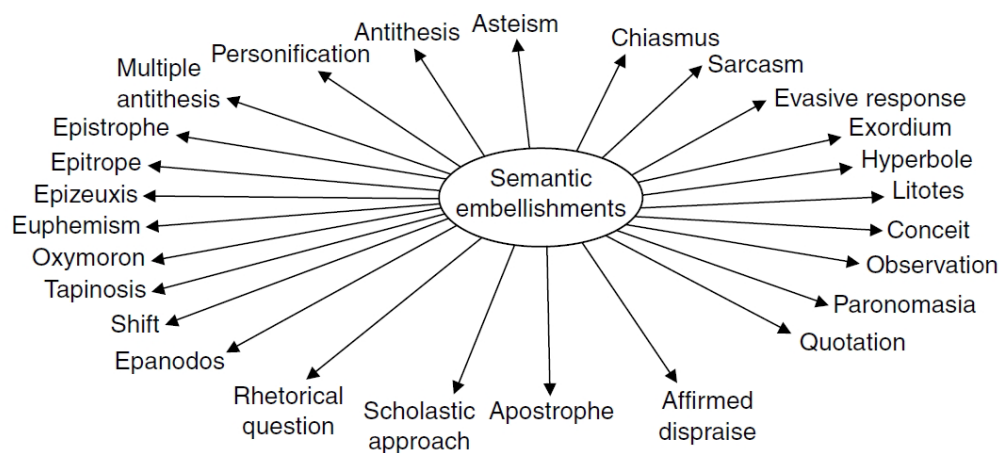 Asteism
Antithesis
Chiasmus
Personification
Sarcasm
Multiple
antithesis
Evasive response
Epistrophe
Exordium
Epitrope
Hyperbole
Semantic
embellishments
Epizeuxis
Litotes
Euphemism
Conceit
Oxymoron
Observation
Tapinosis
Paronomasia
Shift
Quotation
Epanodos
Rhetorical
question
Scholastic
approach
Apostrophe
Affirmed
dispraise